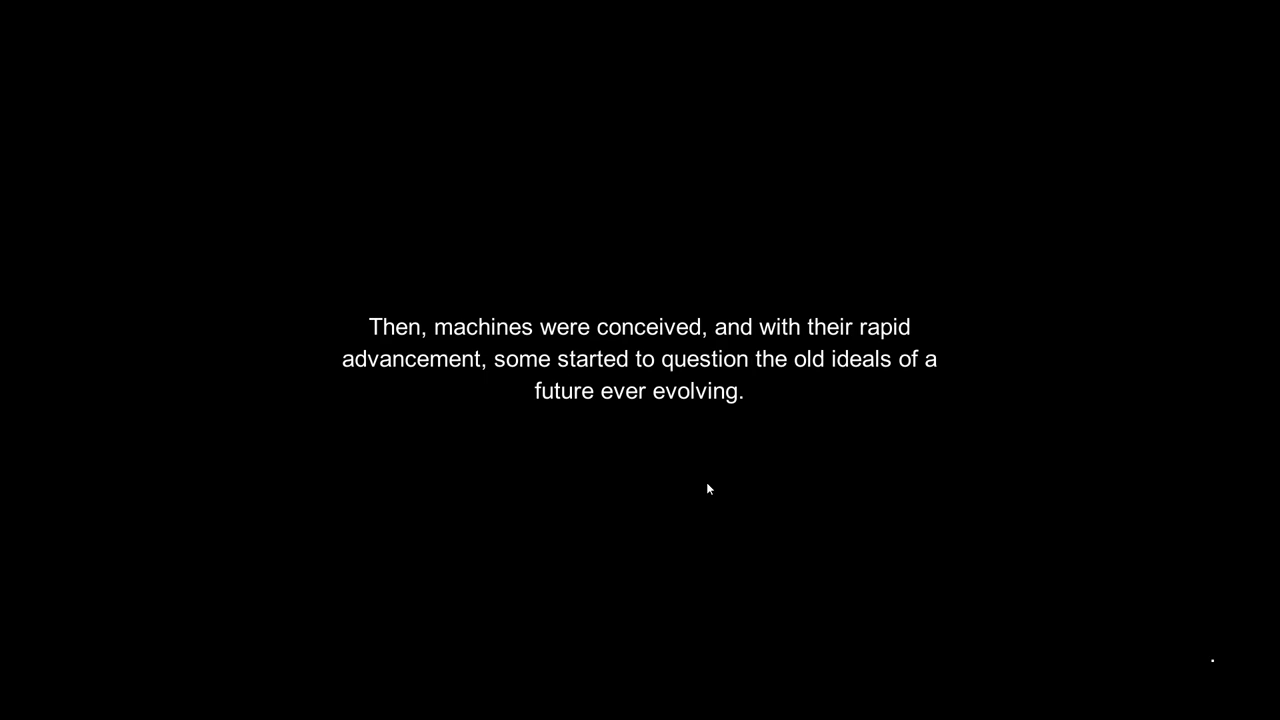 Then, machines were conceived, and with their rapid
advancement, some started to question the old ideals of a
future ever evolving.
.